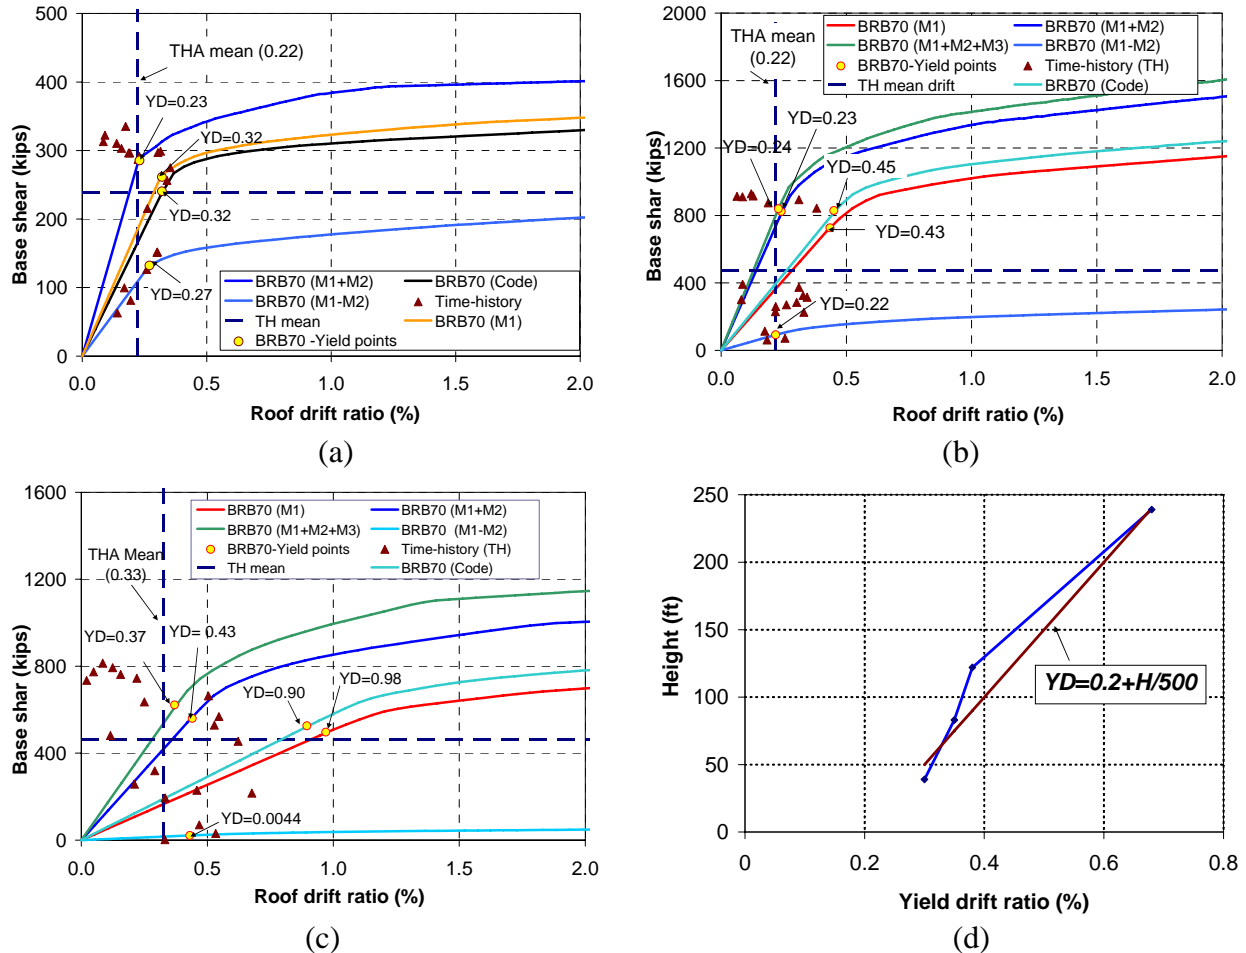 500
400
300
200
100
0
0.0
0.5
1.0
1.5
2.0
Base shear (kips)
Roof drift ratio (%)
THA mean (0.22)
YD=0.23
YD=0.32
YD=0.32
YD=0.27
BRB70 (M1+M2)
BRB70 (Code)
BRB70 (M1-M2)
Time-history
TH mean
BRB70 (M1)
BRB70 -Yield points
(a)
2000
1600
1200
800
400
0
0.0
0.5
1.0
1.5
2.0
Base shar (kips)
Roof drift ratio (%)
THA mean
(0.22)
BRB70 (M1)
BRB70 (M1+M2)
BRB70 (M1+M2+M3)
BRB70 (M1-M2)
BRB70-Yield points
Time-history (TH)
TH mean drift
BRB70 (Code)
YD=0.23
YD=0.24
YD=0.45
YD=0.43
YD=0.22
(b)
1600
1200
800
400
0
0.0
0.5
1.0
1.5
2.0
Base shar (kips)
Roof drift ratio (%)
BRB70 (M1)
BRB70 (M1+M2)
BRB70 (M1+M2+M3)
BRB70  (M1-M2)
BRB70-Yield points
Time-history (TH)
TH mean
BRB70 (Code)
THA Mean
(0.33)
YD=0.37
YD= 0.43
YD=0.90
YD=0.98
YD=0.0044
(c)
250
200
150
100
50
0
0
0.2
0.4
0.6
0.8
Height (ft)
Yield drift ratio (%)
YD=0.2+H/500
(d)